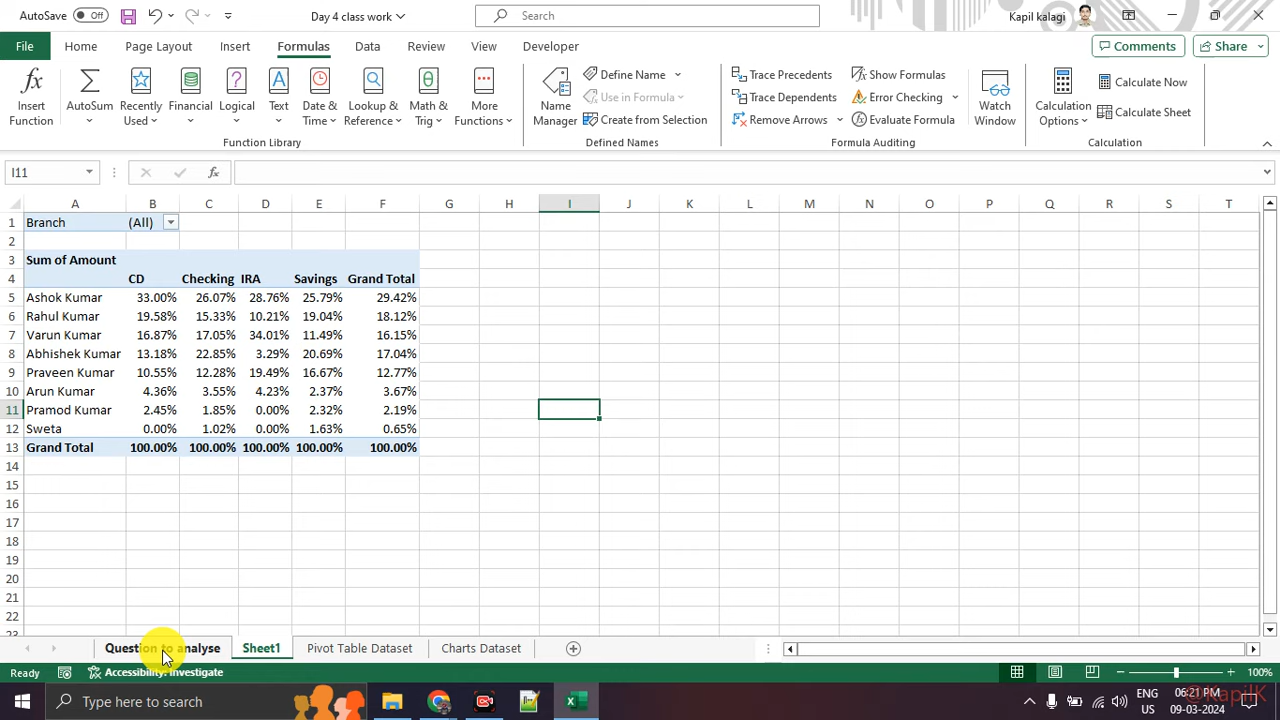 AutoSave Off Day 4 class work Search Kapil kalagi
File Home Page Layout Insert Formulas Data Review View Developer Comments Share
Insert Function AutoSum Recently Used Financial Logical Text Date & Time Lookup & Reference Math & Trig More Functions
Name Manager Define Name Use in Formula Create from Selection
Trace Precedents Trace Dependents Remove Arrows Show Formulas Error Checking Evaluate Formula
Watch Window Calculation Options Calculate Now Calculate Sheet
Function Library Defined Names Formula Auditing Calculation
I11 fx
A B C D E F G H I J K L M N O P Q R S T
1 Branch (All)
2
3 Sum of Amount
4 CD Checking IRA Savings Grand Total
5 Ashok Kumar 33.00% 26.07% 28.76% 25.79% 29.42%
6 Rahul Kumar 19.58% 15.33% 10.21% 19.04% 18.12%
7 Varun Kumar 16.87% 17.05% 34.01% 11.49% 16.15%
8 Abhishek Kumar 13.18% 22.85% 3.29% 20.69% 17.04%
9 Praveen Kumar 10.55% 12.28% 19.49% 16.67% 12.77%
10 Arun Kumar 4.36% 3.55% 4.23% 2.37% 3.67%
11 Pramod Kumar 2.45% 1.85% 0.00% 2.32% 2.19%
12 Sweta 0.00% 1.02% 0.00% 1.63% 0.65%
13 Grand Total 100.00% 100.00% 100.00% 100.00% 100.00%
14
15
16
17
18
19
20
21
22
23
Question to analyse Sheet1 Pivot Table Dataset Charts Dataset
Ready Accessibility: Investigate 100%
Type here to search ENG US 06:21 PM 09-03-2024
@KapilK